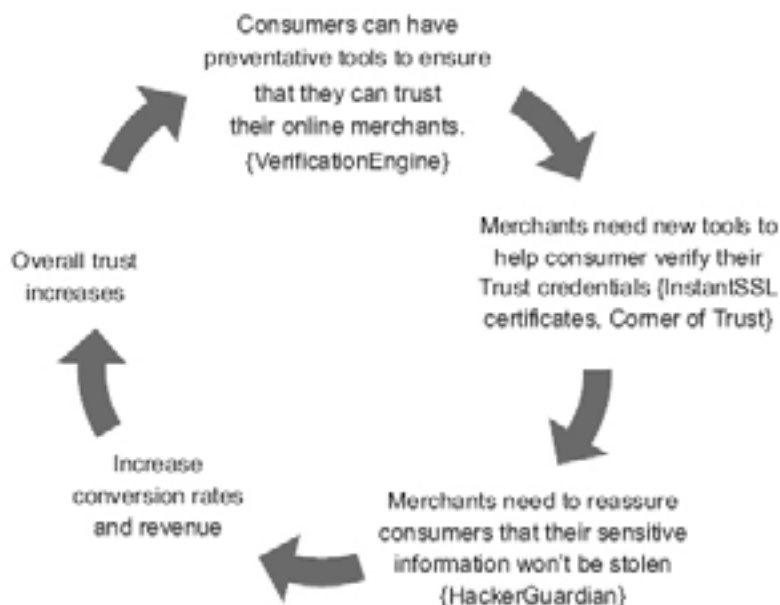 Consumers can have
preventative tools to ensure
that they can trust
their online merchants.
{VerificationEngine}
Merchants need new tools to
help consumer verify their
Trust credentials {InstantSSL
certificates, Corner of Trust}
Merchants need to reassure
consumers that their sensitive
information won't be stolen
{HackerGuardian}
Increase
conversion rates
and revenue
Overall trust
increases